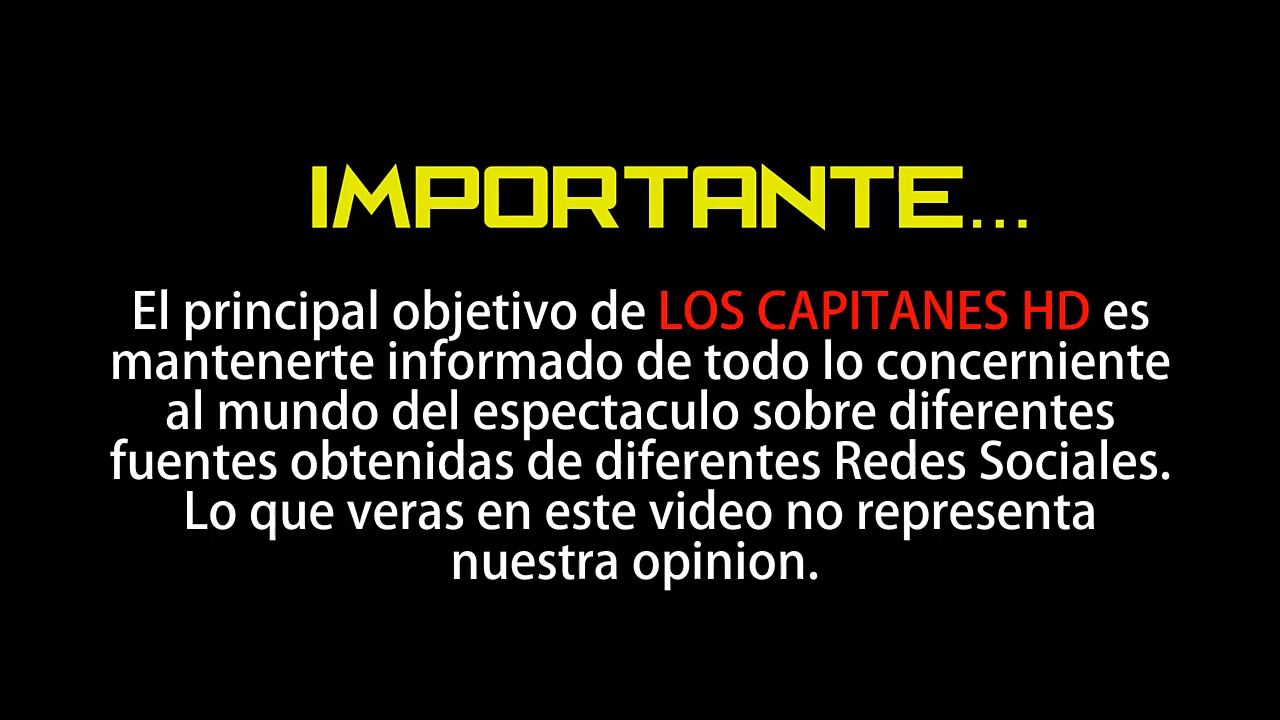 IMPORTANTE...
El principal objetivo de LOS CAPITANES HD es
mantenerte informado de todo lo concerniente
al mundo del espectaculo sobre diferentes
fuentes obtenidas de diferentes Redes Sociales.
Lo que veras en este video no representa
nuestra opinion.